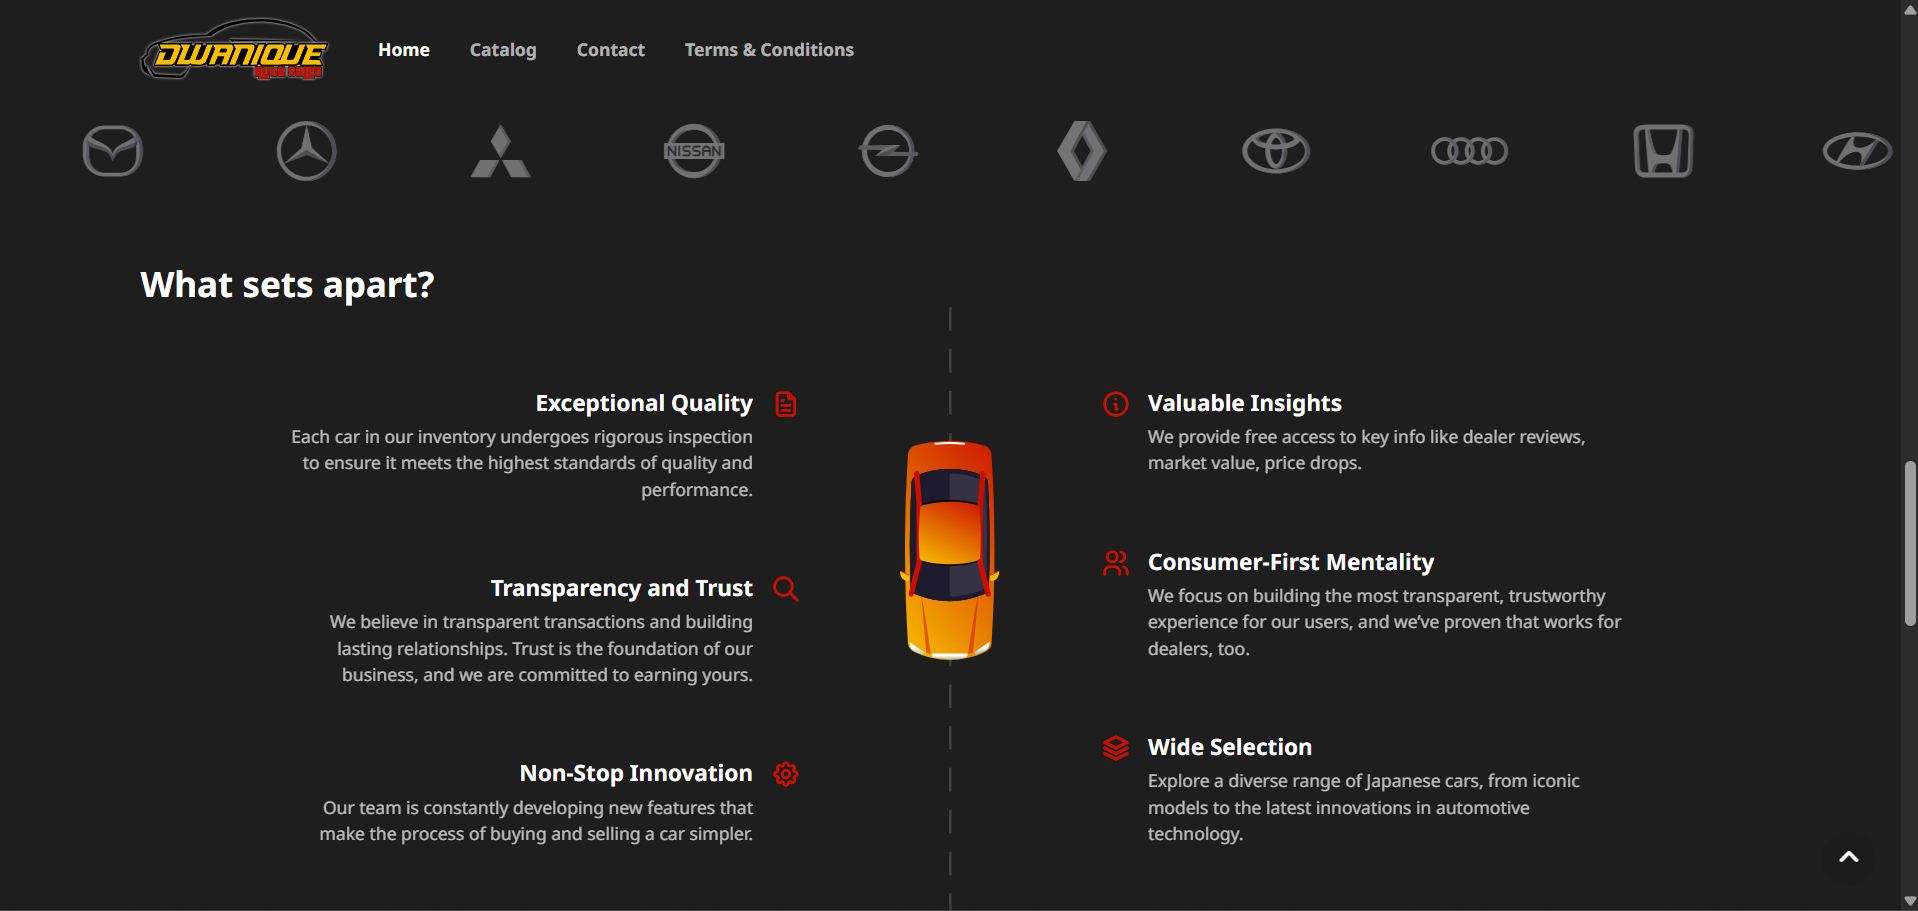 DWANIQUE
Home Catalog Contact Terms & Conditions
NISSAN
What sets apart?
Exceptional Quality
Each car in our inventory undergoes rigorous inspection
to ensure it meets the highest standards of quality and
performance.
Transparency and Trust
We believe in transparent transactions and building
lasting relationships. Trust is the foundation of our
business, and we are committed to earning yours.
Non-Stop Innovation
Our team is constantly developing new features that
make the process of buying and selling a car simpler.
Valuable Insights
We provide free access to key info like dealer reviews,
market value, price drops.
Consumer-First Mentality
We focus on building the most transparent, trustworthy
experience for our users, and we’ve proven that works for
dealers, too.
Wide Selection
Explore a diverse range of Japanese cars, from iconic
models to the latest innovations in automotive
technology.